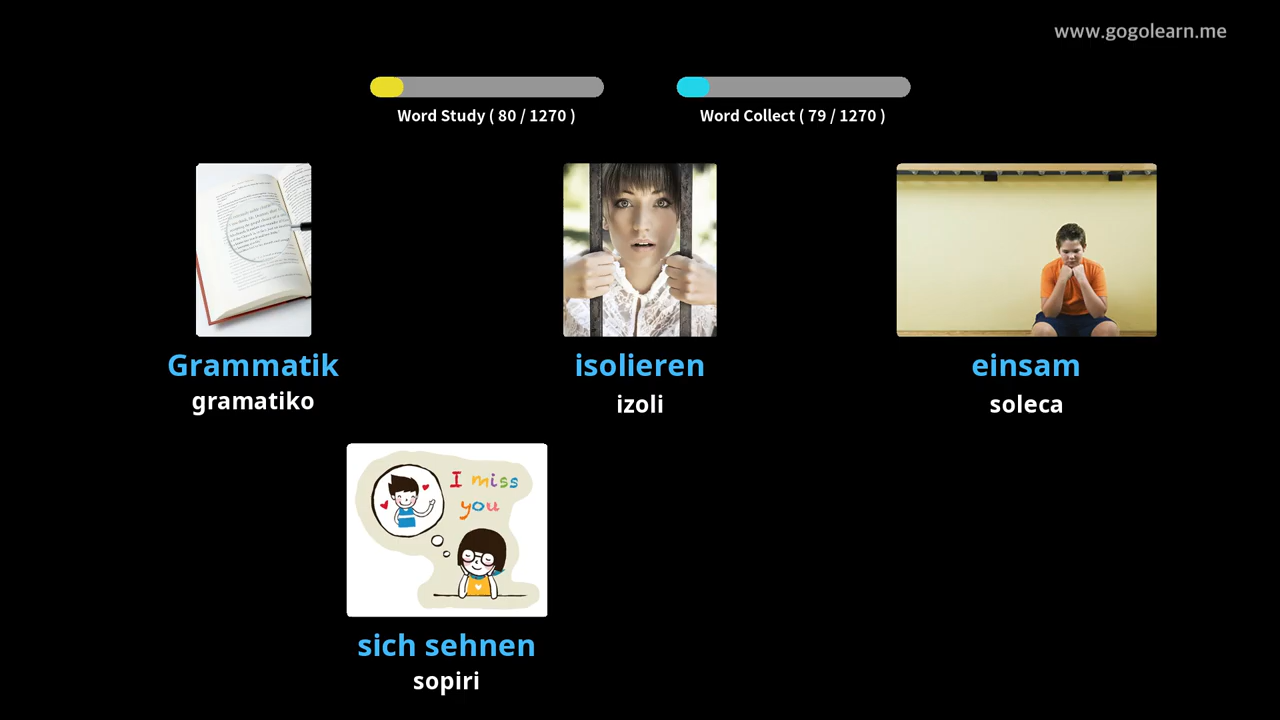 www.gogolearn.me
Word Study ( 80 / 1270 )
Word Collect ( 79 / 1270 )
Grammatik
gramatiko
isolieren
izoli
einsam
soleca
I miss
you
sich sehnen
sopiri